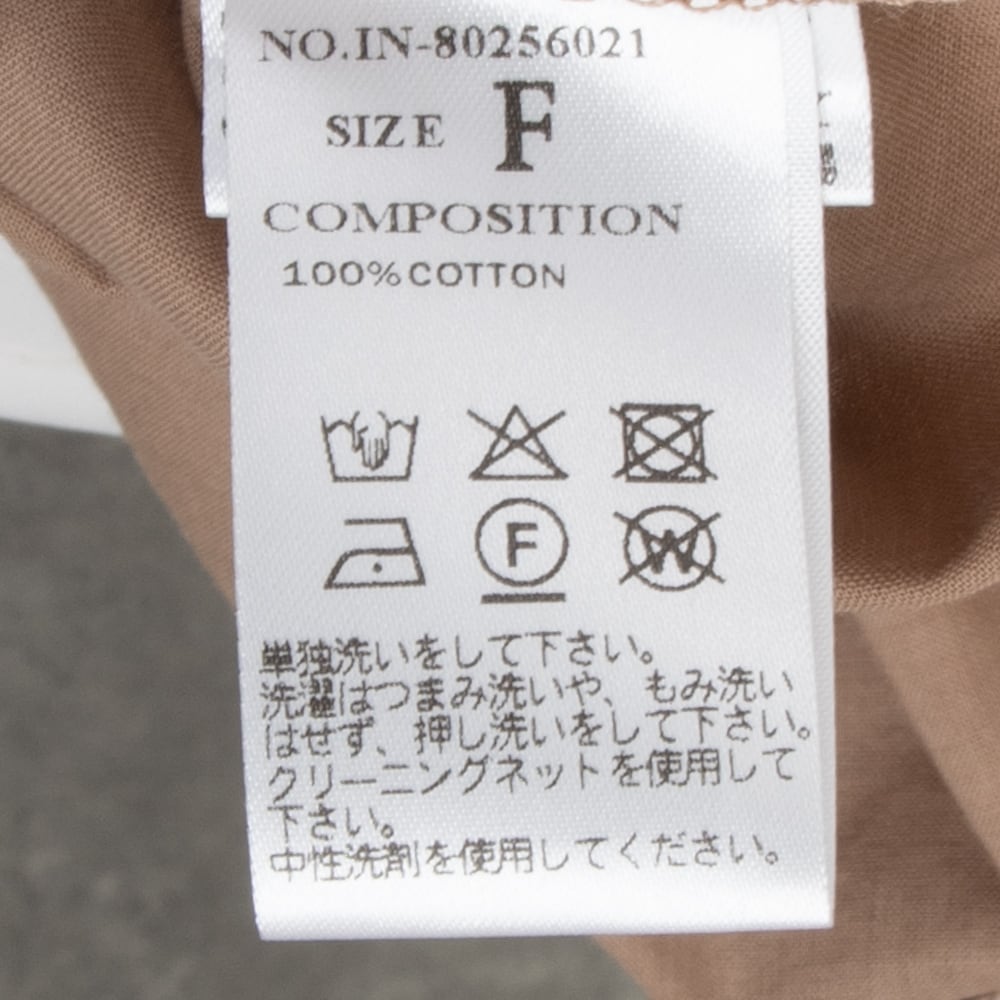 NO.IN-80256021
SIZE F
COMPOSITION
100%COTTON
F W
単独洗いをして下さい。
洗濯はつまみ洗いや、もみ洗い
はせず、押し洗いをして下さい。
クリーニングネットを使用して
下さい。
中性洗剤を使用してください。